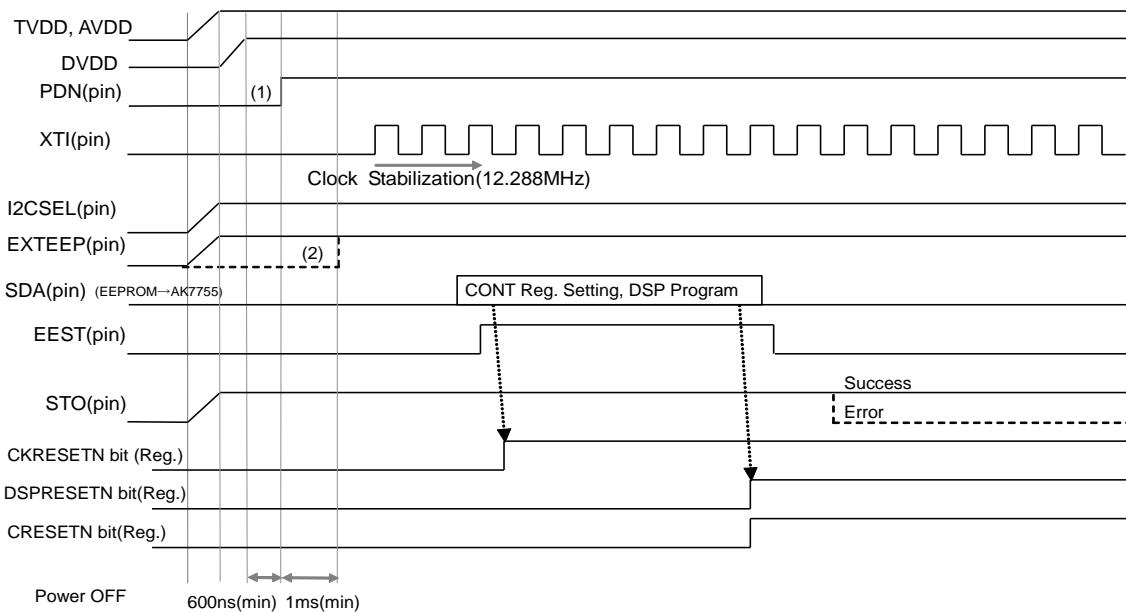 TVDD, AVDD
DVDD
PDN(pin)
(1)
XTI(pin)
Clock Stabilization(12.288MHz)
I2CSEL(pin)
EXTEEP(pin)
(2)
SDA(pin) (EEPROM→AK7755)
CONT Reg. Setting, DSP Program
EEST(pin)
Success
STO(pin)
Error
CKRESETN bit (Reg.)
DSPRESETN bit(Reg.)
CRESETN bit(Reg.)
Power OFF
600ns(min) 1ms(min)